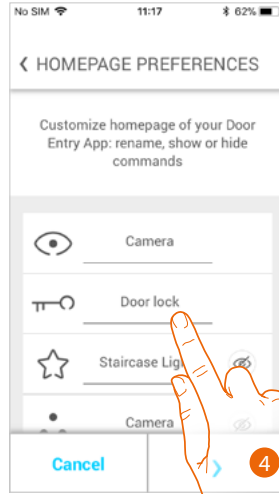 No SIM 11:17 62%
HOMEPAGE PREFERENCES
Customize homepage of your Door
Entry App: rename, show or hide
commands
Camera
Door lock
Staircase
Camera
Cancel
4